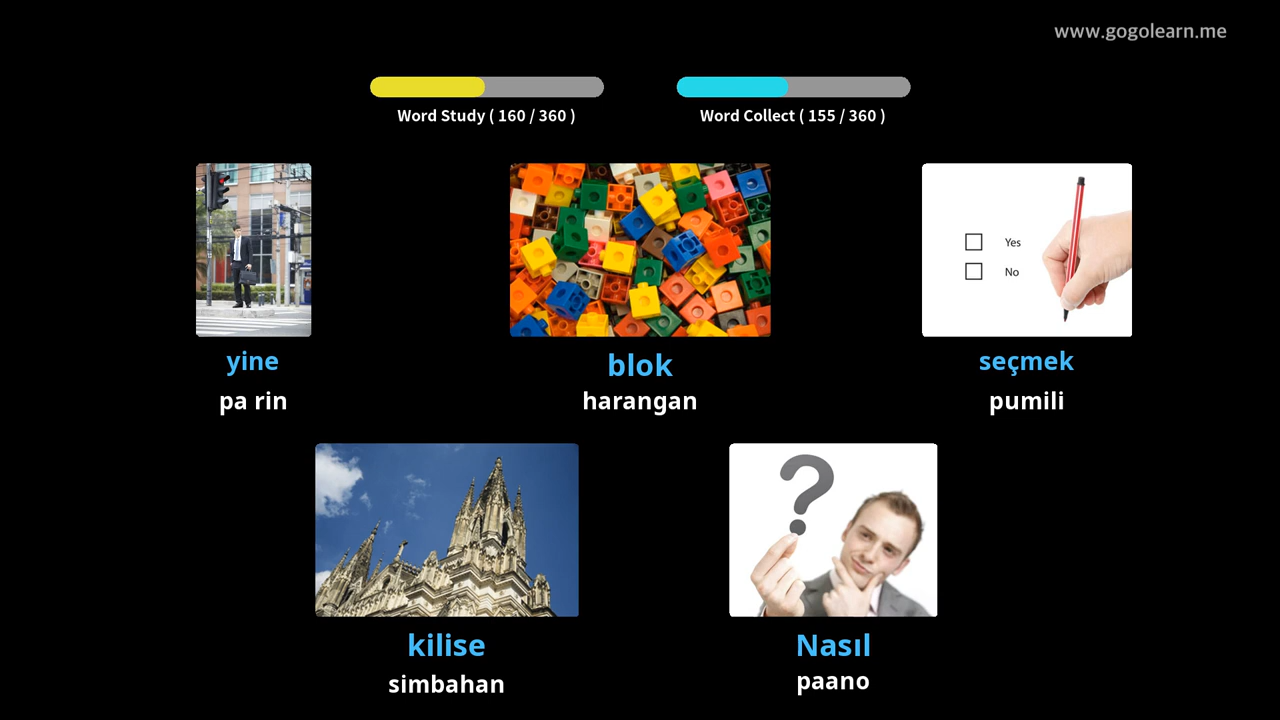 www.gogolearn.me
Word Study ( 160 / 360 )
Word Collect ( 155 / 360 )
Yes
No
yine
pa rin
blok
harangan
seçmek
pumili
kilise
simbahan
Nasıl
paano